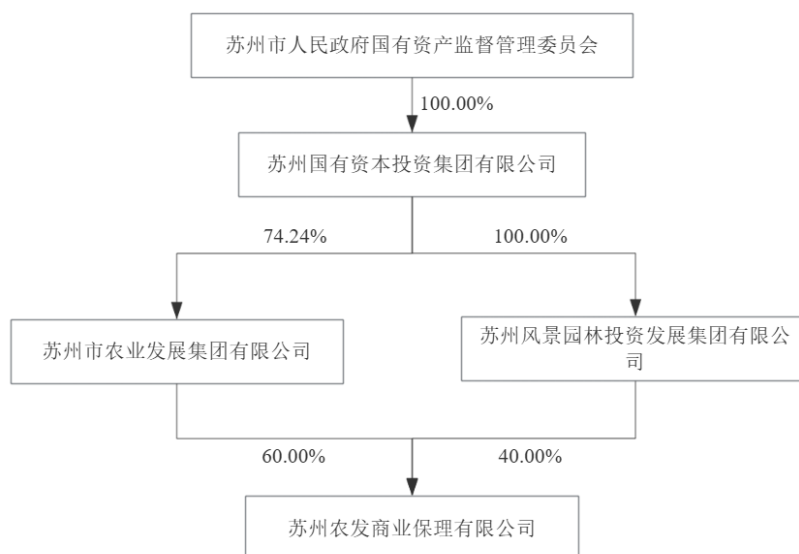 苏州市人民政府国有资产监督管理委员会
100.00%
苏州国有资本投资集团有限公司
74.24%
100.00%
苏州市农业发展集团有限公司
苏州风景园林投资发展集团有限公
司
60.00%
40.00%
苏州农发商业保理有限公司